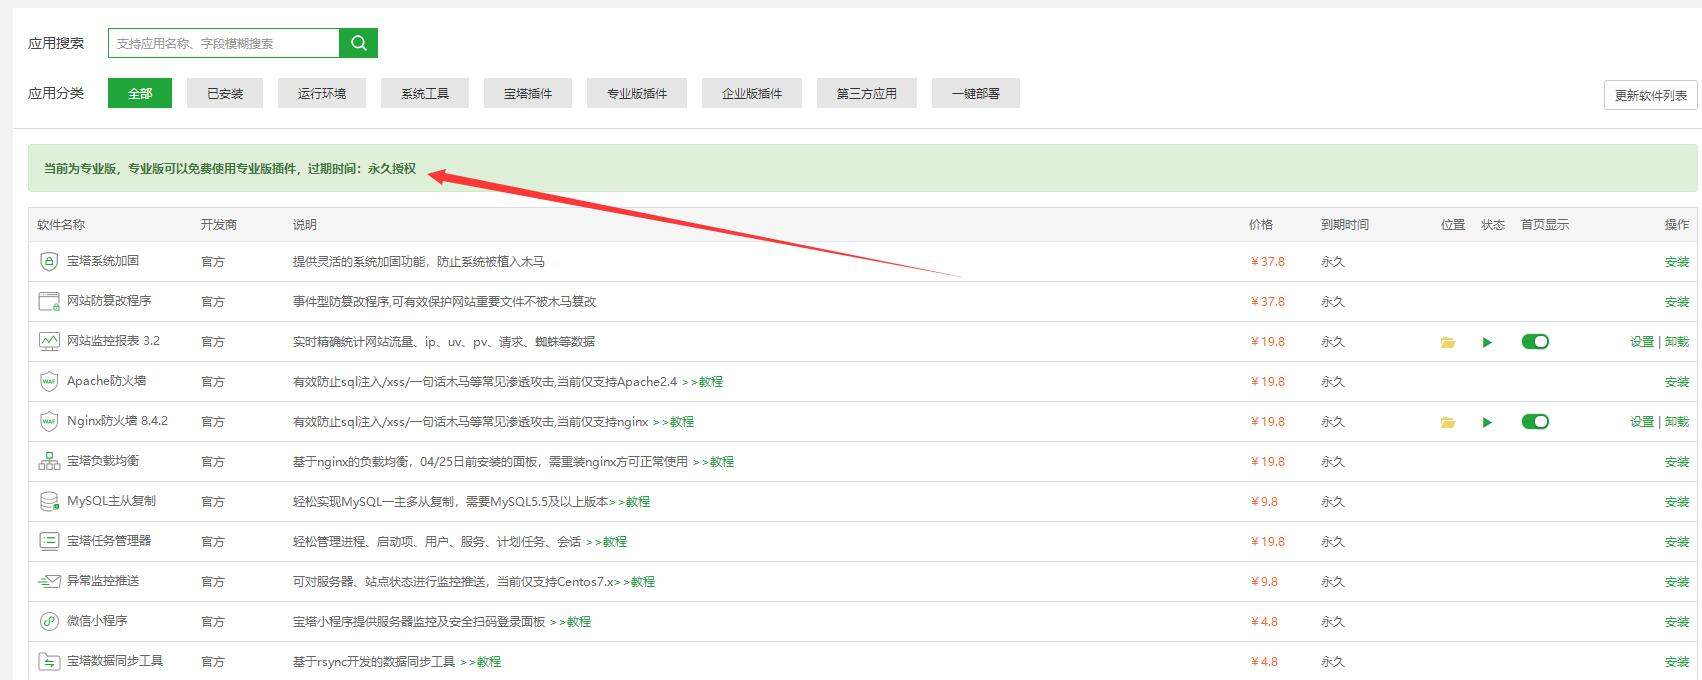 应用搜索 支持应用名称、字段模糊搜索
应用分类 全部 已安装 运行环境 系统工具 宝塔插件 专业版插件 企业版插件 第三方应用 一键部署 更新软件列表
当前为专业版，专业版可以免费使用专业版插件，过期时间：永久授权
软件名称 开发商 说明 价格 到期时间 位置 状态 首页显示 操作
宝塔系统加固 官方 提供灵活的系统加固功能，防止系统被植入木马 ￥37.8 永久 安装
网站防篡改程序 官方 事件型防篡改程序,可有效保护网站重要文件不被木马篡改 ￥37.8 永久 安装
网站监控报表 3.2 官方 实时精确统计网站流量、ip、uv、pv、请求、蜘蛛等数据 ￥19.8 永久 设置 | 卸载
WAF Apache防火墙 官方 有效防止sql注入/xss/一句话木马等常见渗透攻击,当前仅支持Apache2.4 >>教程 ￥19.8 永久 安装
WAF Nginx防火墙 8.4.2 官方 有效防止sql注入/xss/一句话木马等常见渗透攻击,当前仅支持nginx >>教程 ￥19.8 永久 设置 | 卸载
宝塔负载均衡 官方 基于nginx的负载均衡，04/25日前安装的面板，需重装nginx方可正常使用 >>教程 ￥19.8 永久 安装
MySQL主从复制 官方 轻松实现MySQL一主多从复制，需要MySQL5.5及以上版本>>教程 ￥9.8 永久 安装
宝塔任务管理器 官方 轻松管理进程、启动项、用户、服务、计划任务、会话 >>教程 ￥19.8 永久 安装
异常监控推送 官方 可对服务器、站点状态进行监控推送，当前仅支持Centos7.x>>教程 ￥9.8 永久 安装
微信小程序 官方 宝塔小程序提供服务器监控及安全扫码登录面板 >>教程 ￥4.8 永久 安装
宝塔数据同步工具 官方 基于rsync开发的数据同步工具 >>教程 ￥4.8 永久 安装